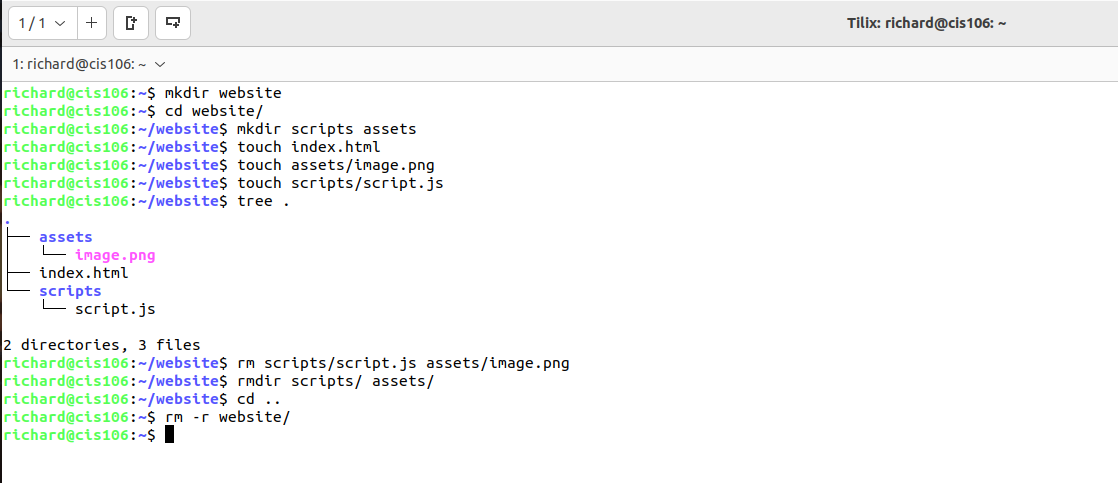 1 / 1
Tilix: richard@cis106: ~
1: richard@cis106: ~
richard@cis106:~$ mkdir website
richard@cis106:~$ cd website/
richard@cis106:~/website$ mkdir scripts assets
richard@cis106:~/website$ touch index.html
richard@cis106:~/website$ touch assets/image.png
richard@cis106:~/website$ touch scripts/script.js
richard@cis106:~/website$ tree .
.
├── assets
│   └── image.png
├── index.html
└── scripts
    └── script.js
2 directories, 3 files
richard@cis106:~/website$ rm scripts/script.js assets/image.png
richard@cis106:~/website$ rmdir scripts/ assets/
richard@cis106:~/website$ cd ..
richard@cis106:~$ rm -r website/
richard@cis106:~$